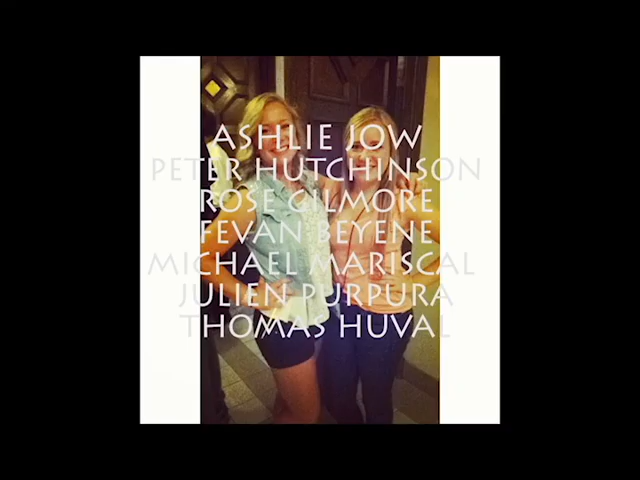 ASHLIE JOW
PETER HUTCHINSON
ROSE GILMORE
FEVAN BEYENE
MICHAEL MARISCAL
JULIEN PURPURA
THOMAS HUVAL